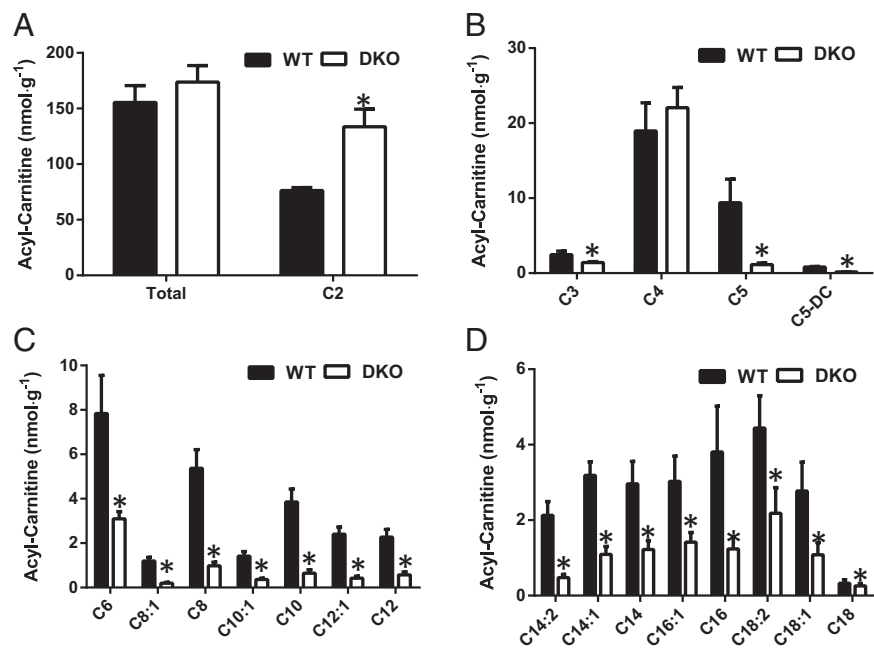 A
Acyl-Carnitine (nmol·g⁻¹)
200
150
100
50
0
WT DKO
*
Total C2
B
Acyl-Carnitine (nmol·g⁻¹)
30
20
10
0
WT DKO
* * *
C3 C4 C5 C5-DC
C
Acyl-Carnitine (nmol·g⁻¹)
10
8
6
4
2
0
WT DKO
* * * * * * *
C6 C8:1 C8 C10:1 C10 C12:1 C12
D
Acyl-Carnitine (nmol·g⁻¹)
6
4
2
0
WT DKO
* * * * * * * *
C14:2 C14:1 C14 C16:1 C16 C18:2 C18:1 C18